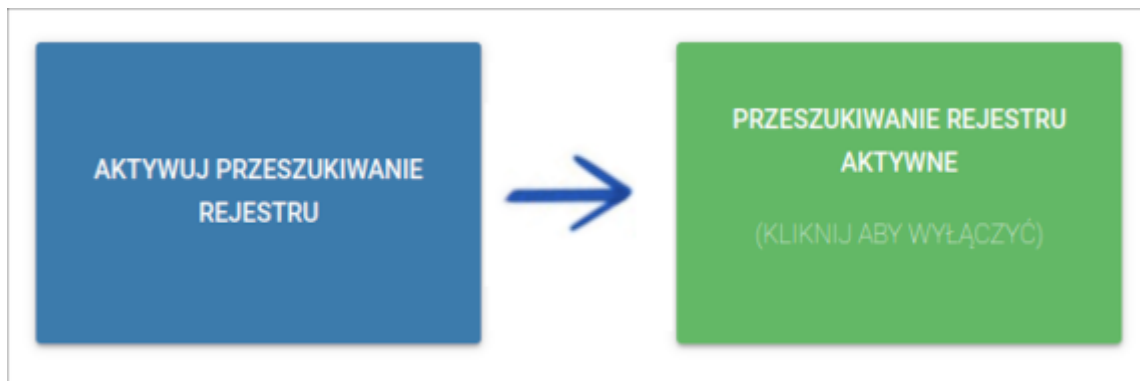 AKTYWUJ PRZESZUKIWANIE
REJESTRU
PRZESZUKIWANIE REJESTRU
AKTYWNE
(KLIKNIJ ABY WYŁĄCZYĆ)